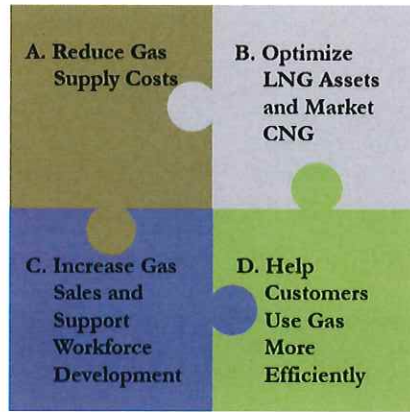 A. Reduce Gas
Supply Costs
B. Optimize
LNG Assets
and Market
CNG
C. Increase Gas
Sales and
Support
Workforce
Development
D. Help
Customers
Use Gas
More
Efficiently